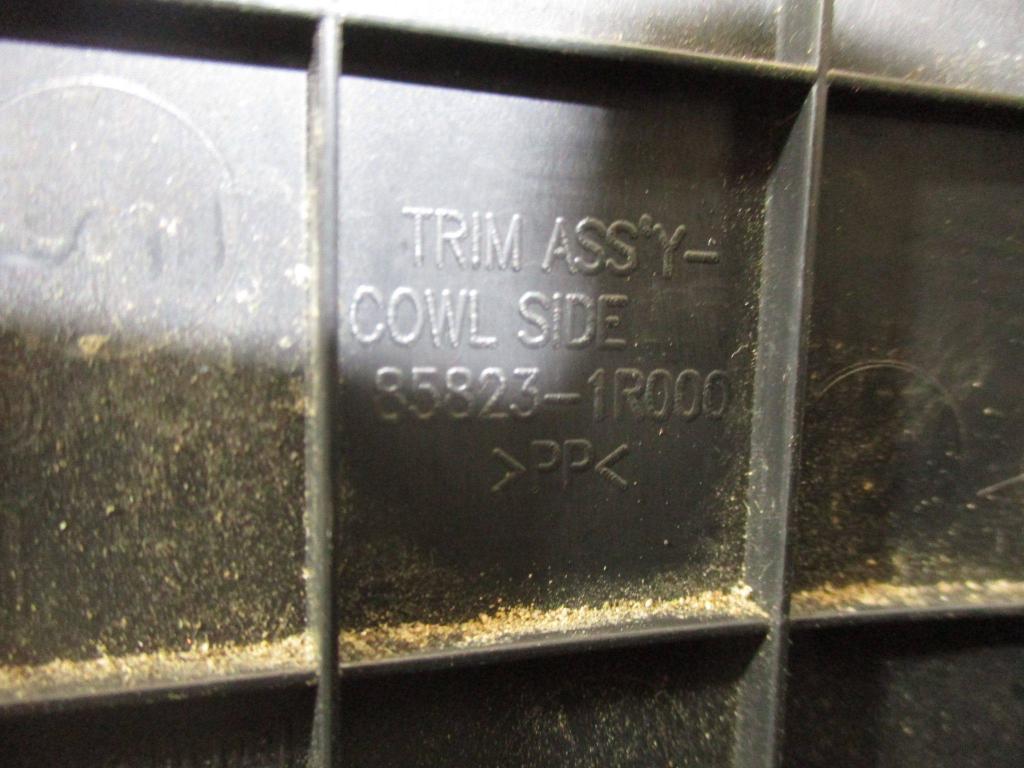 TRIM ASS'Y-
COWL SIDE
85823-1R000
>PP<